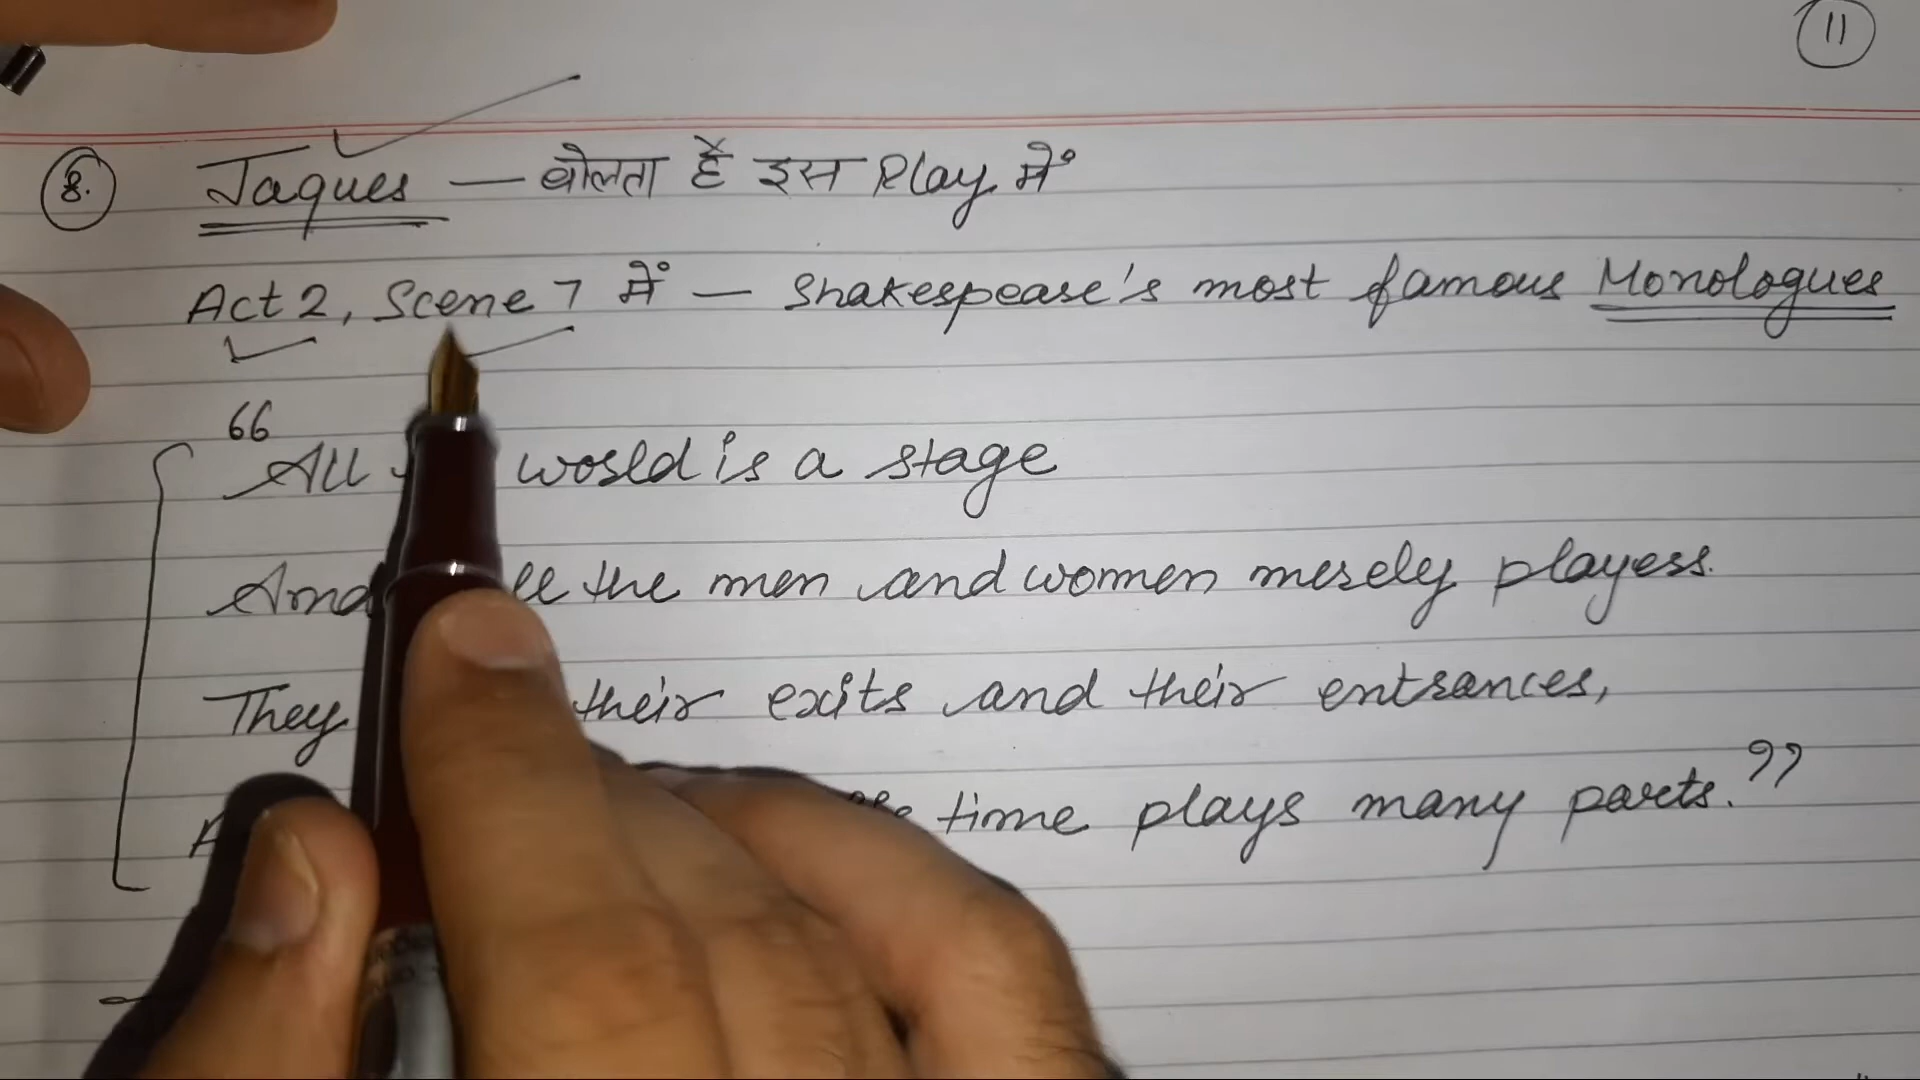 11
8. Jaques — बोलता है इस Play में
Act 2, Scene 7 में — Shakespeare's most famous Monologues
"All world is a stage
And the men and women merely players.
They their exits and their entrances,
time plays many parts."